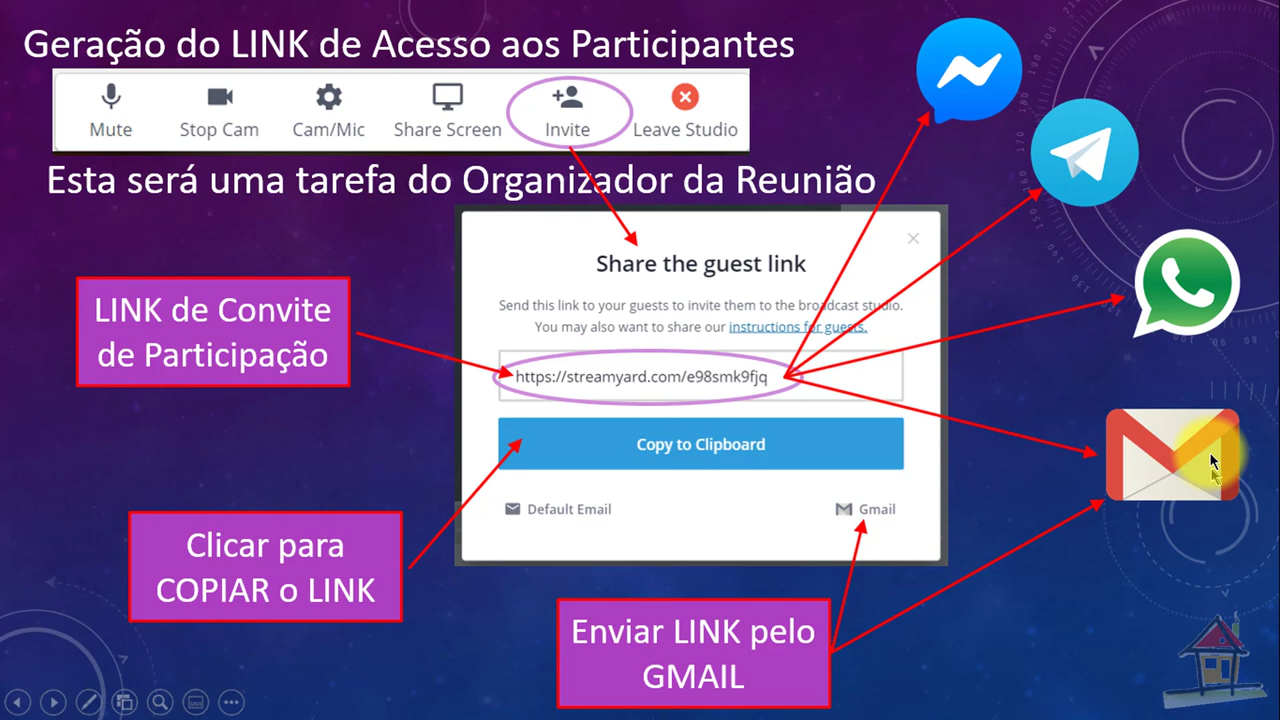 Geração do LINK de Acesso aos Participantes
Mute
Stop Cam
Cam/Mic
Share Screen
Invite
Leave Studio
Esta será uma tarefa do Organizador da Reunião
Share the guest link
Send this link to your guests to invite them to the broadcast studio.
You may also want to share our instructions for guests.
LINK de Convite
de Participação
https://streamyard.com/e98smk9fjq
Copy to Clipboard
Default Email
Gmail
Clicar para
COPIAR o LINK
Enviar LINK pelo
GMAIL